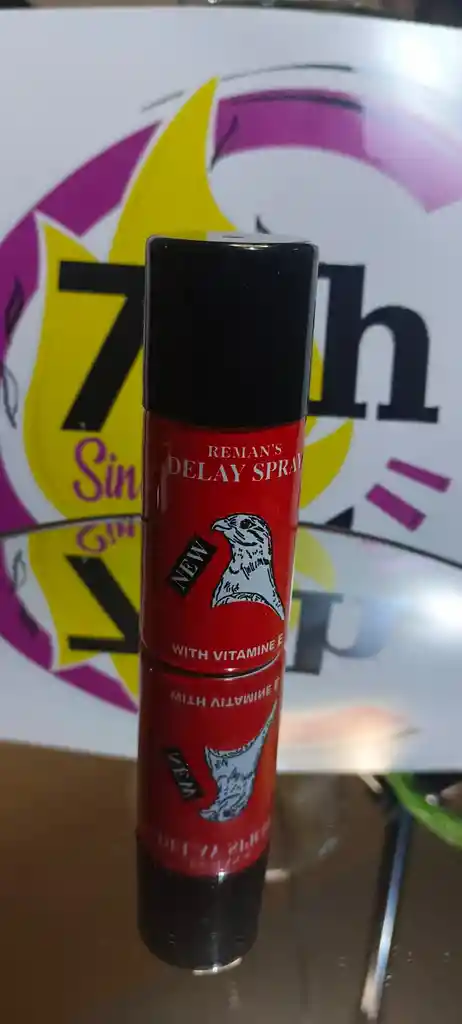 7
h
Sin
REMAN'S
DELAY SPRAY
NEW
WITH VITAMINE E